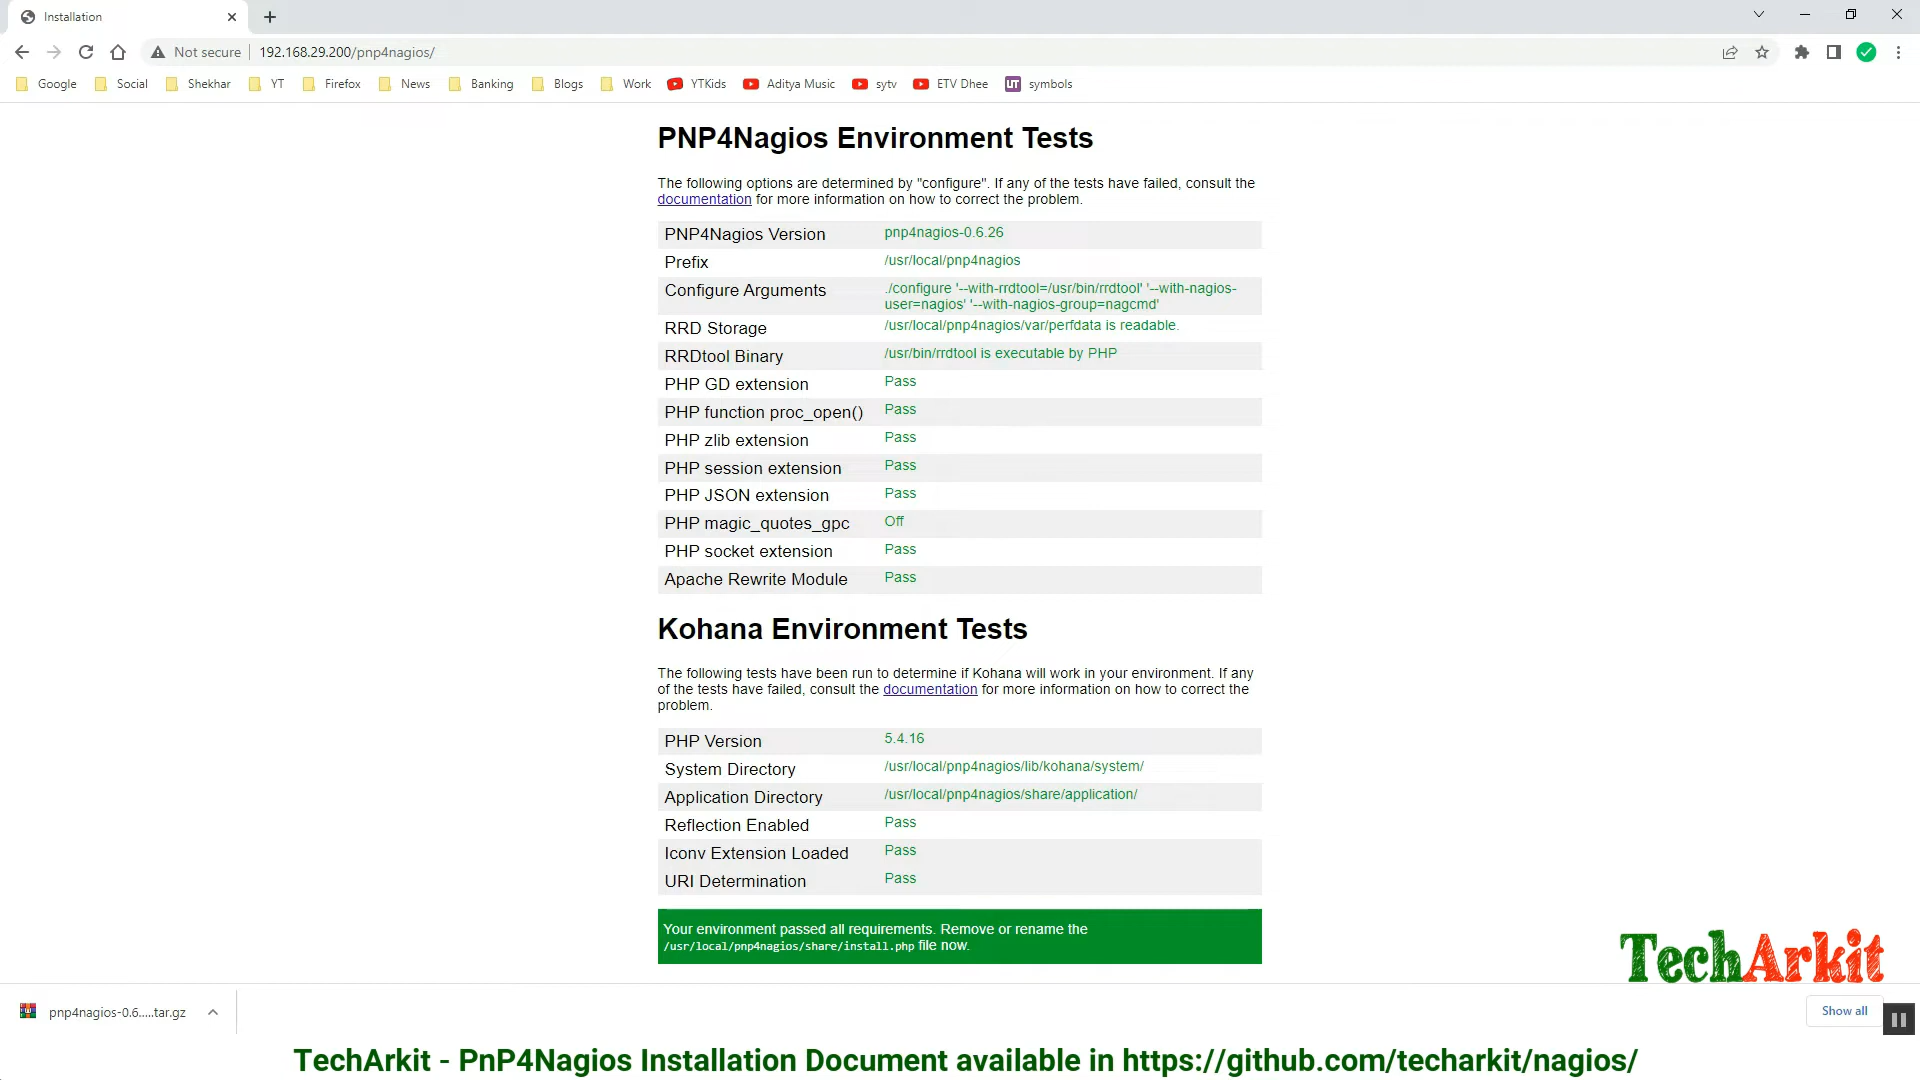 Installation
Not secure
192.168.29.200/pnp4nagios/
Google
Social
Shekhar
YT
Firefox
News
Banking
Blogs
Work
YTKids
Aditya Music
sytv
ETV Dhee
UT
symbols
PNP4Nagios Environment Tests
The following options are determined by "configure". If any of the tests have failed, consult the
documentation for more information on how to correct the problem.
PNP4Nagios Version pnp4nagios-0.6.26
Prefix /usr/local/pnp4nagios
Configure Arguments ./configure '--with-rrdtool=/usr/bin/rrdtool' '--with-nagios-
user=nagios' '--with-nagios-group=nagcmd'
RRD Storage /usr/local/pnp4nagios/var/perfdata is readable.
RRDtool Binary /usr/bin/rrdtool is executable by PHP
PHP GD extension Pass
PHP function proc_open() Pass
PHP zlib extension Pass
PHP session extension Pass
PHP JSON extension Pass
PHP magic_quotes_gpc Off
PHP socket extension Pass
Apache Rewrite Module Pass
Kohana Environment Tests
The following tests have been run to determine if Kohana will work in your environment. If any
of the tests have failed, consult the documentation for more information on how to correct the
problem.
PHP Version 5.4.16
System Directory /usr/local/pnp4nagios/lib/kohana/system/
Application Directory /usr/local/pnp4nagios/share/application/
Reflection Enabled Pass
Iconv Extension Loaded Pass
URI Determination Pass
Your environment passed all requirements. Remove or rename the
/usr/local/pnp4nagios/share/install.php file now.
TechArkit
pnp4nagios-0.6.....tar.gz
Show all
TechArkit - PnP4Nagios Installation Document available in https://github.com/techarkit/nagios/